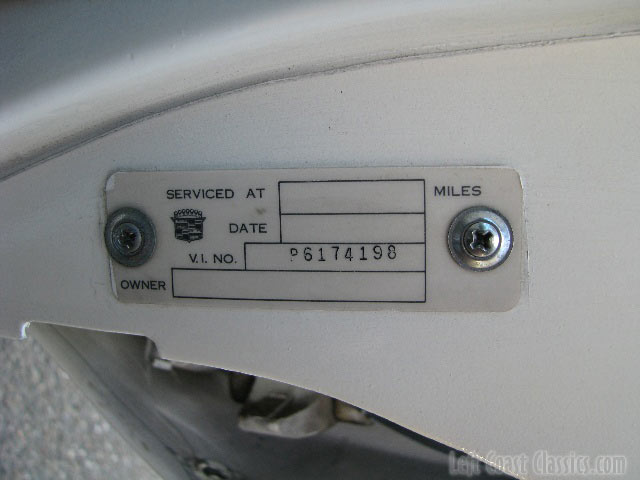 SERVICED AT
MILES
DATE
V.I. NO. P6174198
OWNER
Left Coast Classics.com